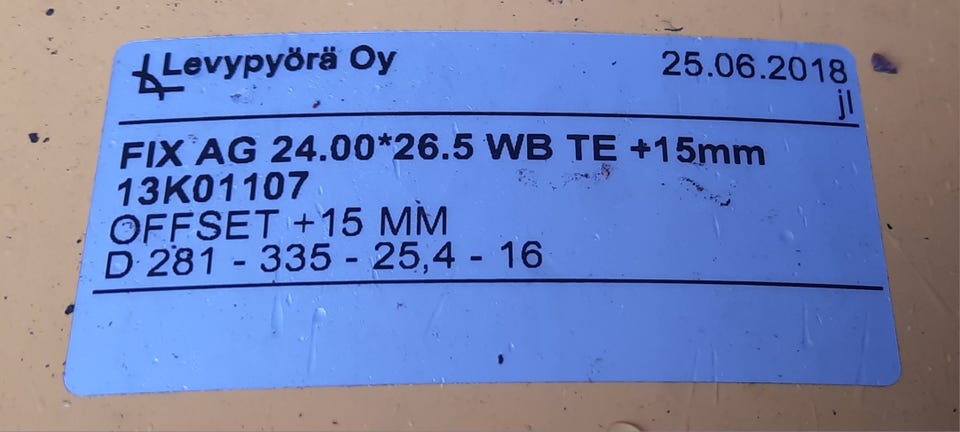 Levypyörä Oy
25.06.2018
jl
FIX AG 24.00*26.5 WB TE +15mm
13K01107
OFFSET +15 MM
D 281 - 335 - 25,4 - 16